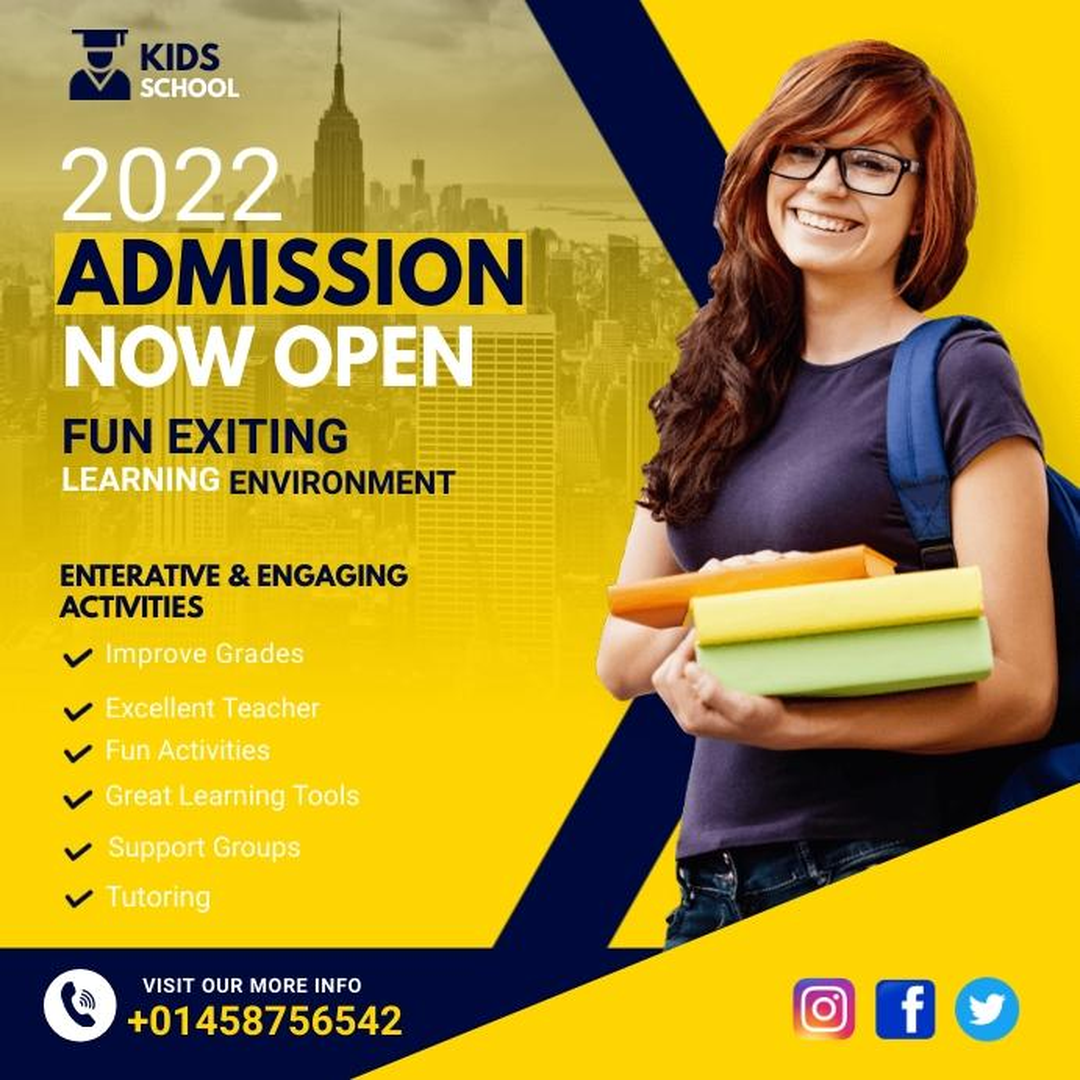 KIDS
SCHOOL
2022
ADMISSION
NOW OPEN
FUN EXITING
LEARNING ENVIRONMENT
ENTERATIVE & ENGAGING
ACTIVITIES
Improve Grades
Excellent Teacher
Fun Activities
Great Learning Tools
Support Groups
Tutoring
VISIT OUR MORE INFO
+01458756542